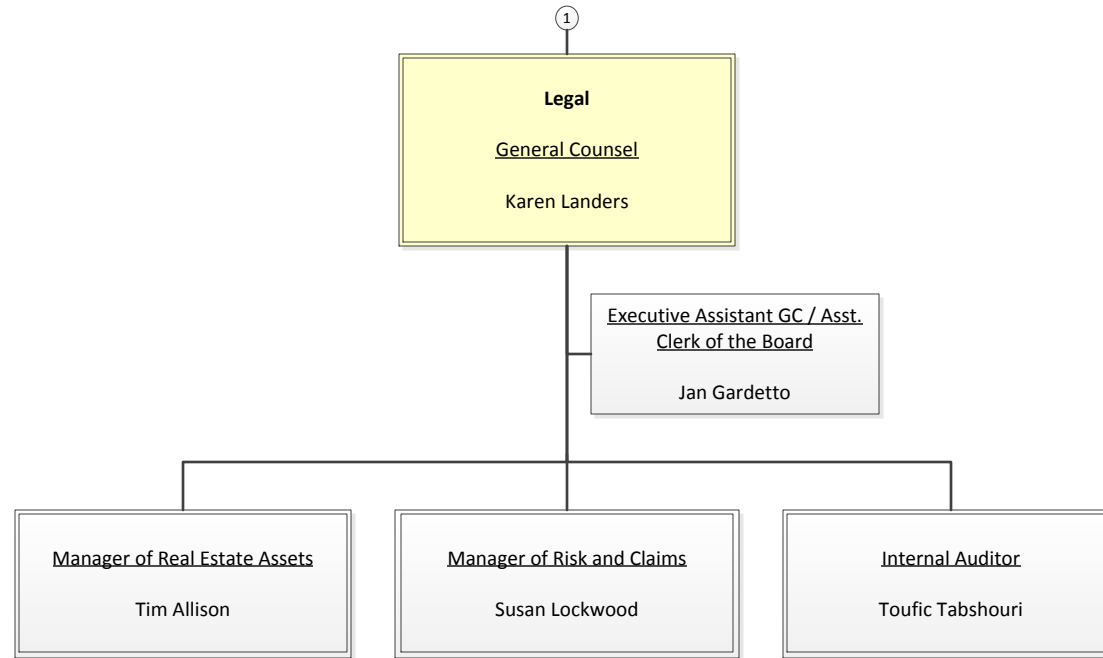 1
Legal
General Counsel
Karen Landers
Executive Assistant GC / Asst.
Clerk of the Board
Jan Gardetto
Manager of Real Estate Assets
Tim Allison
Manager of Risk and Claims
Susan Lockwood
Internal Auditor
Toufic Tabshouri